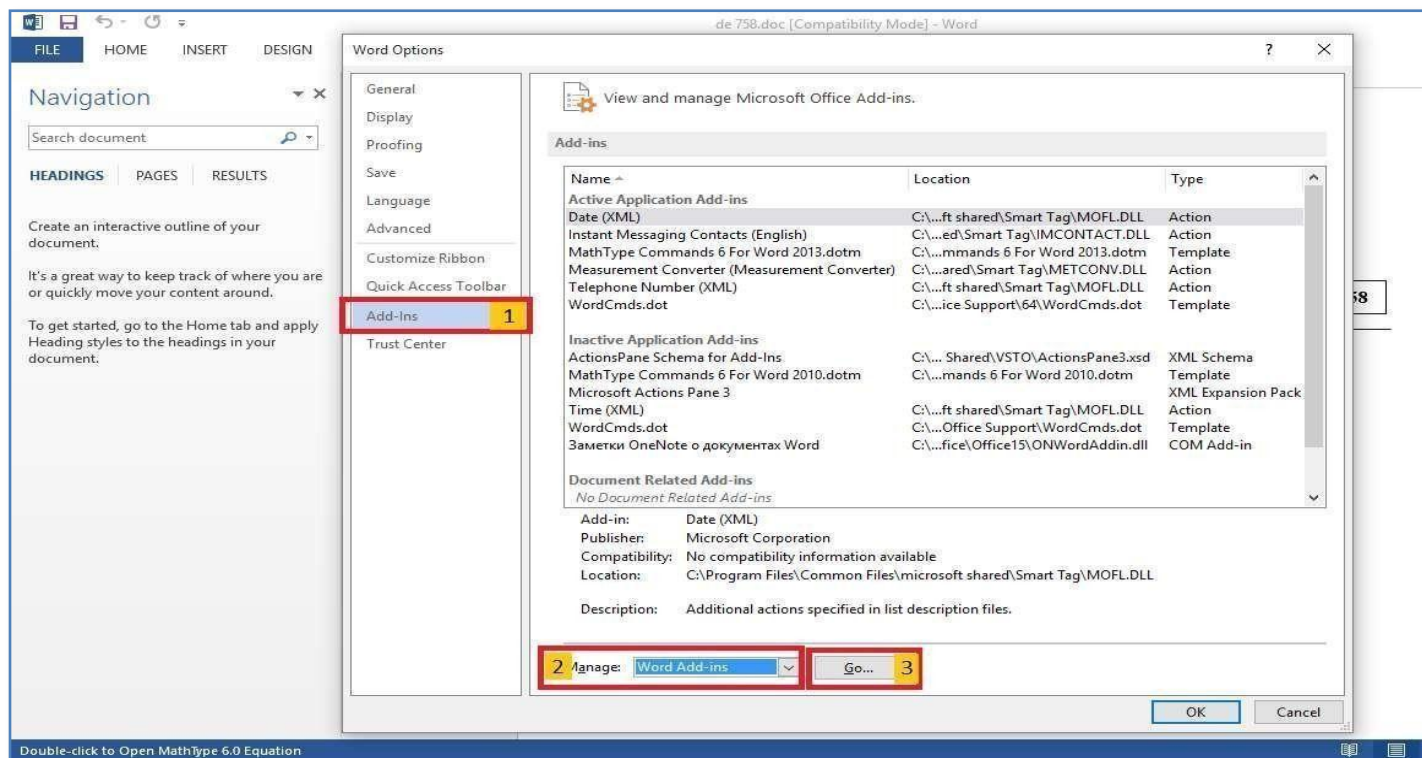 de 758.doc [Compatibility Mode] - Word
FILE HOME INSERT DESIGN
Navigation
Search document
HEADINGS PAGES RESULTS
Create an interactive outline of your
document.
It's a great way to keep track of where you are
or quickly move your content around.
To get started, go to the Home tab and apply
Heading styles to the headings in your
document.
Word Options
General
Display
Proofing
Save
Language
Advanced
Customize Ribbon
Quick Access Toolbar
Add-Ins 1
Trust Center
View and manage Microsoft Office Add-ins.
Add-ins
Name Location Type
Active Application Add-ins
Date (XML) C:\...ft shared\Smart Tag\MOFL.DLL Action
Instant Messaging Contacts (English) C:\...ed\Smart Tag\IMCONTACT.DLL Action
MathType Commands 6 For Word 2013.dotm C:\...mmands 6 For Word 2013.dotm Template
Measurement Converter (Measurement Converter) C:\...ared\Smart Tag\METCONV.DLL Action
Telephone Number (XML) C:\...ft shared\Smart Tag\MOFL.DLL Action
WordCmds.dot C:\...ice Support\64\WordCmds.dot Template
Inactive Application Add-ins
ActionsPane Schema for Add-Ins C:\... Shared\VSTO\ActionsPane3.xsd XML Schema
MathType Commands 6 For Word 2010.dotm C:\...mands 6 For Word 2010.dotm Template
Microsoft Actions Pane 3 XML Expansion Pack
Time (XML) C:\...ft shared\Smart Tag\MOFL.DLL Action
WordCmds.dot C:\...Office Support\WordCmds.dot Template
Заметки OneNote о документах Word C:\...fice\Office15\ONWordAddin.dll COM Add-in
Document Related Add-ins
No Document Related Add-ins
Add-in: Date (XML)
Publisher: Microsoft Corporation
Compatibility: No compatibility information available
Location: C:\Program Files\Common Files\microsoft shared\Smart Tag\MOFL.DLL
Description: Additional actions specified in list description files.
2 Manage: Word Add-ins Go... 3
OK Cancel
58
Double-click to Open MathType 6.0 Equation